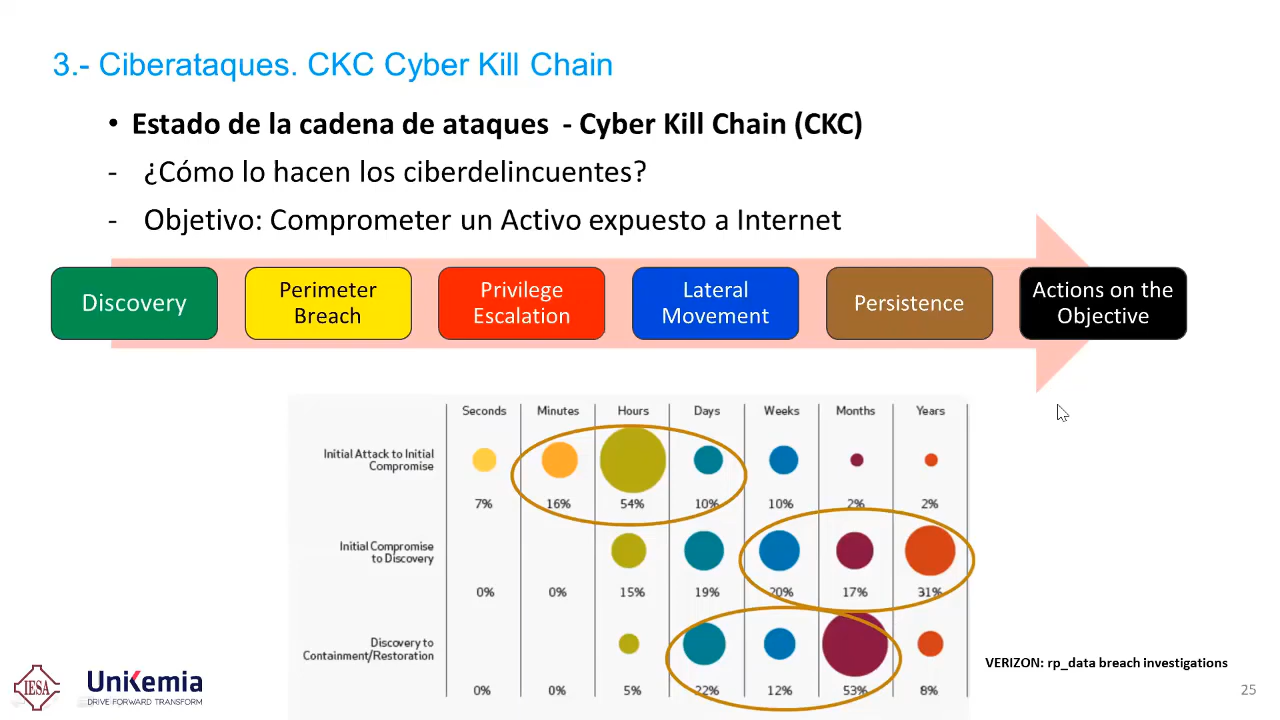 3.- Ciberataques. CKC Cyber Kill Chain
• Estado de la cadena de ataques - Cyber Kill Chain (CKC)
- ¿Cómo lo hacen los ciberdelincuentes?
- Objetivo: Comprometer un Activo expuesto a Internet
Discovery
Perimeter
Breach
Privilege
Escalation
Lateral
Movement
Persistence
Actions on the
Objective
Seconds Minutes Hours Days Weeks Months Years
Initial Attack to Initial
Compromise
7% 16% 54% 10% 10% 2% 2%
Initial Compromise
to Discovery
0% 0% 15% 19% 20% 17% 31%
Discovery to
Containment/Restoration
0% 0% 5% 22% 12% 53% 8%
VERIZON: rp_data breach investigations
IESA
UniKemia
DRIVE FORWARD TRANSFORM
25